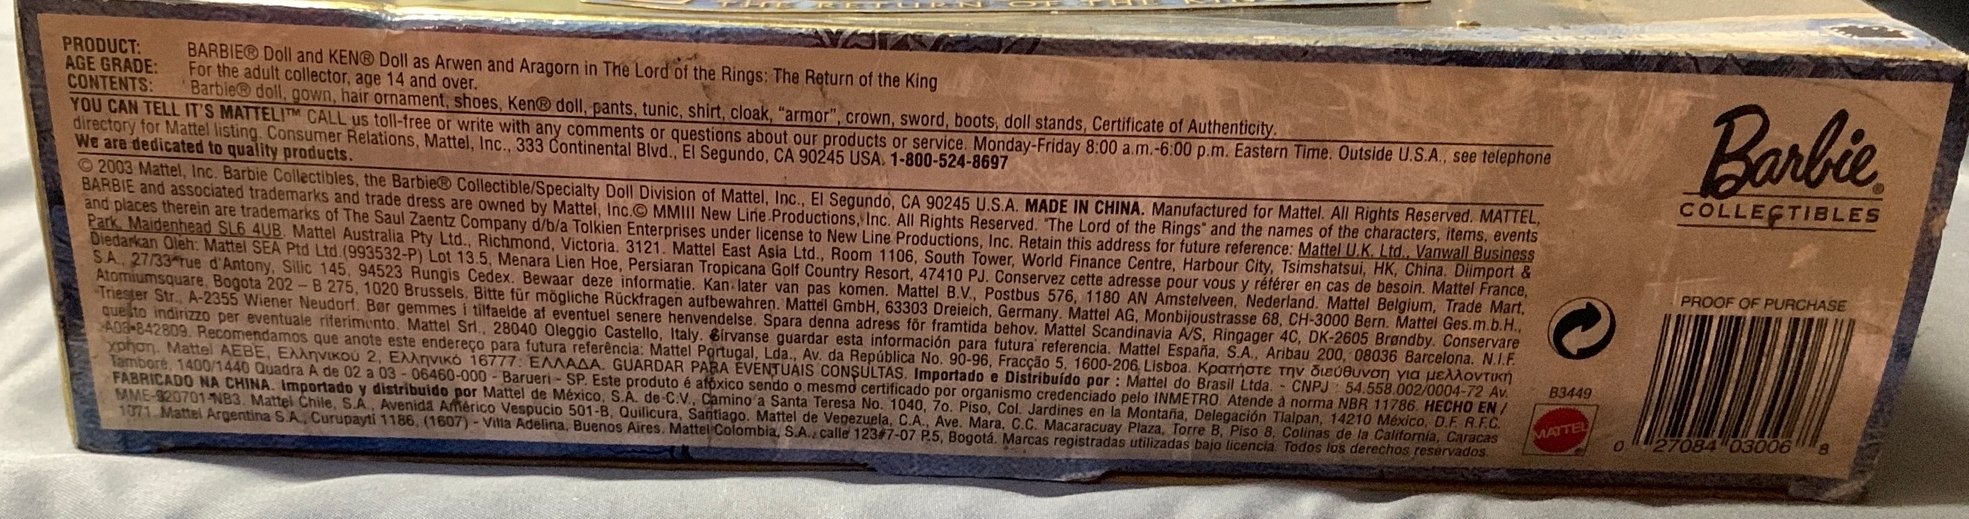 THE RETURN OF THE KING
PRODUCT: BARBIE® Doll and KEN® Doll as Arwen and Aragorn in The Lord of the Rings: The Return of the King
AGE GRADE: For the adult collector, age 14 and over.
CONTENTS: Barbie® doll, gown, hair ornament, shoes, Ken® doll, pants, tunic, shirt, cloak, "armor", crown, sword, boots, doll stands, Certificate of Authenticity.
YOU CAN TELL IT'S MATTEL!™ CALL us toll-free or write with any comments or questions about our products or service. Monday-Friday 8:00 a.m.-6:00 p.m. Eastern Time. Outside U.S.A., see telephone
directory for Mattel listing. Consumer Relations, Mattel, Inc., 333 Continental Blvd., El Segundo, CA 90245 USA. 1-800-524-8697
We are dedicated to quality products.
© 2003 Mattel, Inc. Barbie Collectibles, the Barbie® Collectible/Specialty Doll Division of Mattel, Inc., El Segundo, CA 90245 U.S.A. MADE IN CHINA. Manufactured for Mattel. All Rights Reserved. MATTEL,
BARBIE and associated trademarks and trade dress are owned by Mattel, Inc.© MMIII New Line Productions, Inc. All Rights Reserved. "The Lord of the Rings" and the names of the characters, items, events
and places therein are trademarks of The Saul Zaentz Company d/b/a Tolkien Enterprises under license to New Line Productions, Inc. Retain this address for future reference: Mattel U.K. Ltd., Vanwall Business
Park, Maidenhead SL6 4UB. Mattel Australia Pty Ltd., Richmond, Victoria. 3121. Mattel East Asia Ltd., Room 1106, South Tower, World Finance Centre, Harbour City, Tsimshatsui, HK, China. Diimport &
Diedarkan Oleh: Mattel SEA Ptd Ltd.(993532-P) Lot 13.5, Menara Lien Hoe, Persiaran Tropicana Golf Country Resort, 47410 PJ. Conservez cette adresse pour vous y référer en cas de besoin. Mattel France,
S.A., 27/33 rue d'Antony, Silic 145, 94523 Rungis Cedex. Bewaar deze informatie. Kan later van pas komen. Mattel B.V., Postbus 576, 1180 AN Amstelveen, Nederland. Mattel Belgium, Trade Mart,
Atomiumsquare, Bogota 202 – B 275, 1020 Brussels. Bitte für mögliche Rückfragen aufbewahren. Mattel GmbH, 63303 Dreieich, Germany. Mattel AG, Monbijoustrasse 68, CH-3000 Bern. Mattel Ges.m.b.H.,
Triester Str., A-2355 Wiener Neudorf. Bør gemmes i tilfaelde af eventuel senere henvendelse. Spara denna adress för framtida behov. Mattel Scandinavia A/S, Ringager 4C, DK-2605 Brøndby. Conservare
questo indirizzo per eventuale riferimento. Mattel Srl., 28040 Oleggio Castello, Italy. Sirvanse guardar esta información para futura referencia. Mattel España, S.A., Aribau 200, 08036 Barcelona. N.I.F.
A08-842809. Recomendamos que anote este endereço para futura referência: Mattel Portugal, Lda., Av. da República No. 90-96, Fracção 5, 1600-206 Lisboa. Κρατήστε την διεύθυνση για μελλοντική
χρήση. Mattel AEBE, Ελληνικού 2, Ελληνικό 16777. ΕΛΛΑΔΑ. GUARDAR PARA EVENTUAIS CONSULTAS. Importado e Distribuído por : Mattel do Brasil Ltda. - CNPJ : 54.558.002/0004-72 Av.
Tamboré, 1400/1440 Quadra A de 02 a 03 - 06460-000 - Barueri - SP. Este produto é atóxico sendo o mesmo certificado por organismo credenciado pelo INMETRO. Atende à norma NBR 11786. HECHO EN /
FABRICADO NA CHINA. Importado y distribuido por Mattel de México, S.A. de C.V., Camino a Santa Teresa No. 1040, 7o. Piso, Col. Jardines en la Montaña, Delegación Tlalpan, 14210 México, D.F. R.F.C.
MME-920701-NB3. Mattel Chile, S.A., Avenida Américo Vespucio 501-B, Quilicura, Santiago. Mattel de Venezuela, C.A., Ave. Mara, C.C. Macaracuay Plaza, Torre B, Piso 8, Colinas de la California, Caracas
1071. Mattel Argentina S.A., Curupayti 1186, (1607) - Villa Adelina, Buenos Aires. Mattel Colombia, S.A., calle 123#7-07 P.5, Bogotá. Marcas registradas utilizadas bajo licencia. Todos los derechos reservados.
Barbie®
COLLECTIBLES
PROOF OF PURCHASE
B3449
MATTEL®
0 27084 03006 8